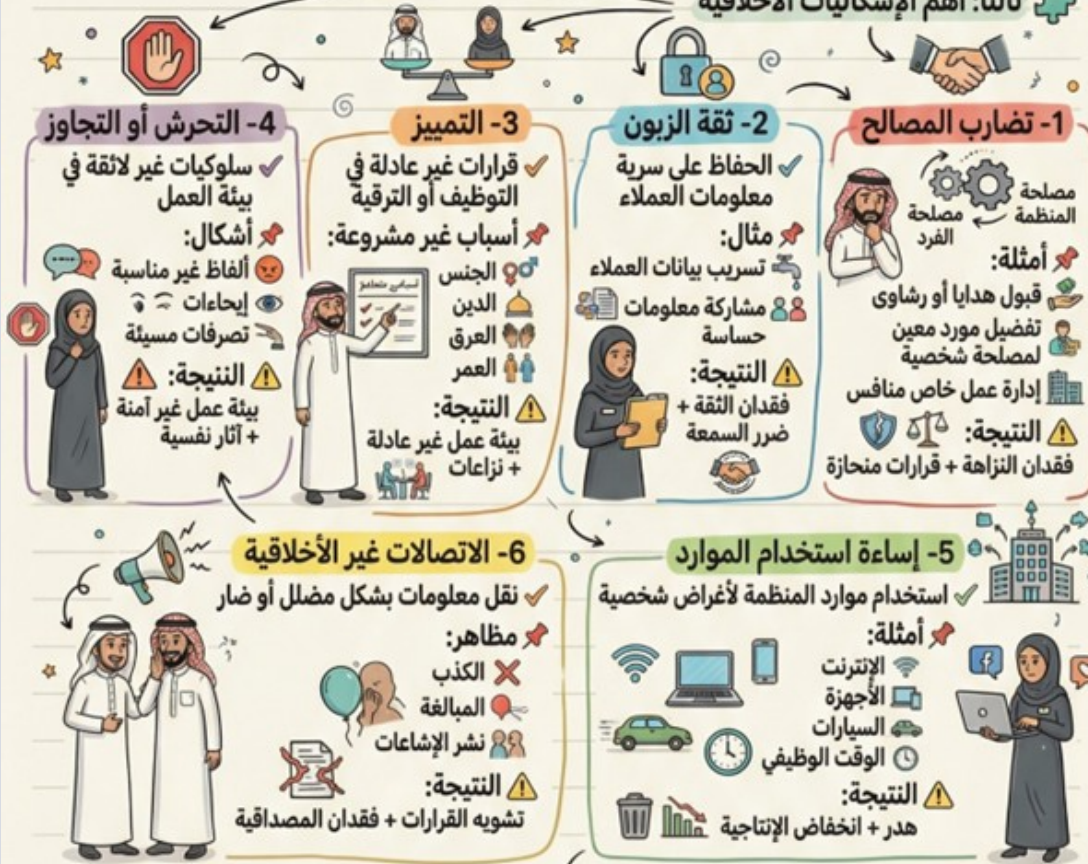 ثالثا: أهم الإشكاليات الأخلاقية
1- تضارب المصالح
مصلحة المنظمة
مصلحة الفرد
أمثلة:
قبول هدايا أو رشاوى
تفضيل مورد معين
لمصلحة شخصية
إدارة عمل خاص منافس
النتيجة:
فقدان النزاهة + قرارات منحازة
2- ثقة الزبون
الحفاظ على سرية
معلومات العملاء
مثال:
تسريب بيانات العملاء
مشاركة معلومات
حساسة
النتيجة:
فقدان الثقة +
ضرر السمعة
3- التمييز
قرارات غير عادلة في
التوظيف أو الترقية
أسباب غير مشروعة:
الجنس
الدين
العرق
العمر
النتيجة:
بيئة عمل غير عادلة
+ نزاعات
4- التحرش أو التجاوز
سلوكيات غير لائقة في
بيئة العمل
أشكال:
ألفاظ غير مناسبة
إيحاءات
تصرفات مسيئة
الننيجة:
بيئة عمل غير آمنة
+ آثار نفسية
5- إساءة استخدام الموارد
استخدام موارد المنظمة لأغراض شخصية
أمثلة:
الإنترنت
الأجهزة
السيارات
الوقت الوظيفي
النتيجة:
هدر + انخفاض الإنتاجية
6- الاتصالات غير الأخلاقية
نقل معلومات بشكل مضلل أو ضار
مظاهر:
الكذب
المبالغة
نشر الإشاعات
النتيجة:
تشويه القرارات + فقدان المصداقية